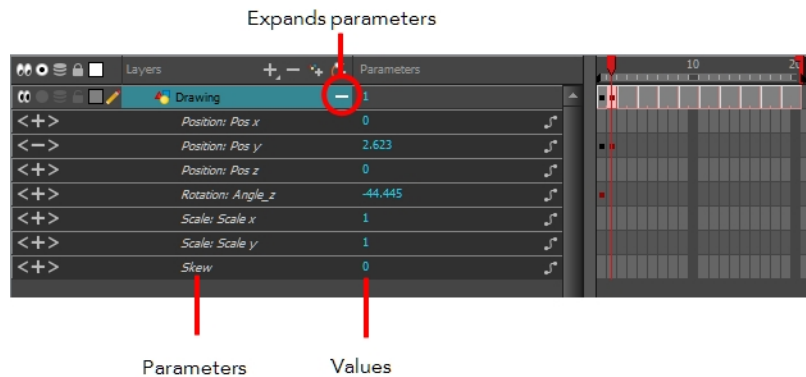 Expands parameters
Layers Parameters 10 20
Drawing 1
<+> Position: Pos x 0
<-> Position: Pos y 2.623
<+> Position: Pos z 0
<+> Rotation: Angle_z -44.445
<+> Scale: Scale x 1
<+> Scale: Scale y 1
<+> Skew 0
Parameters Values